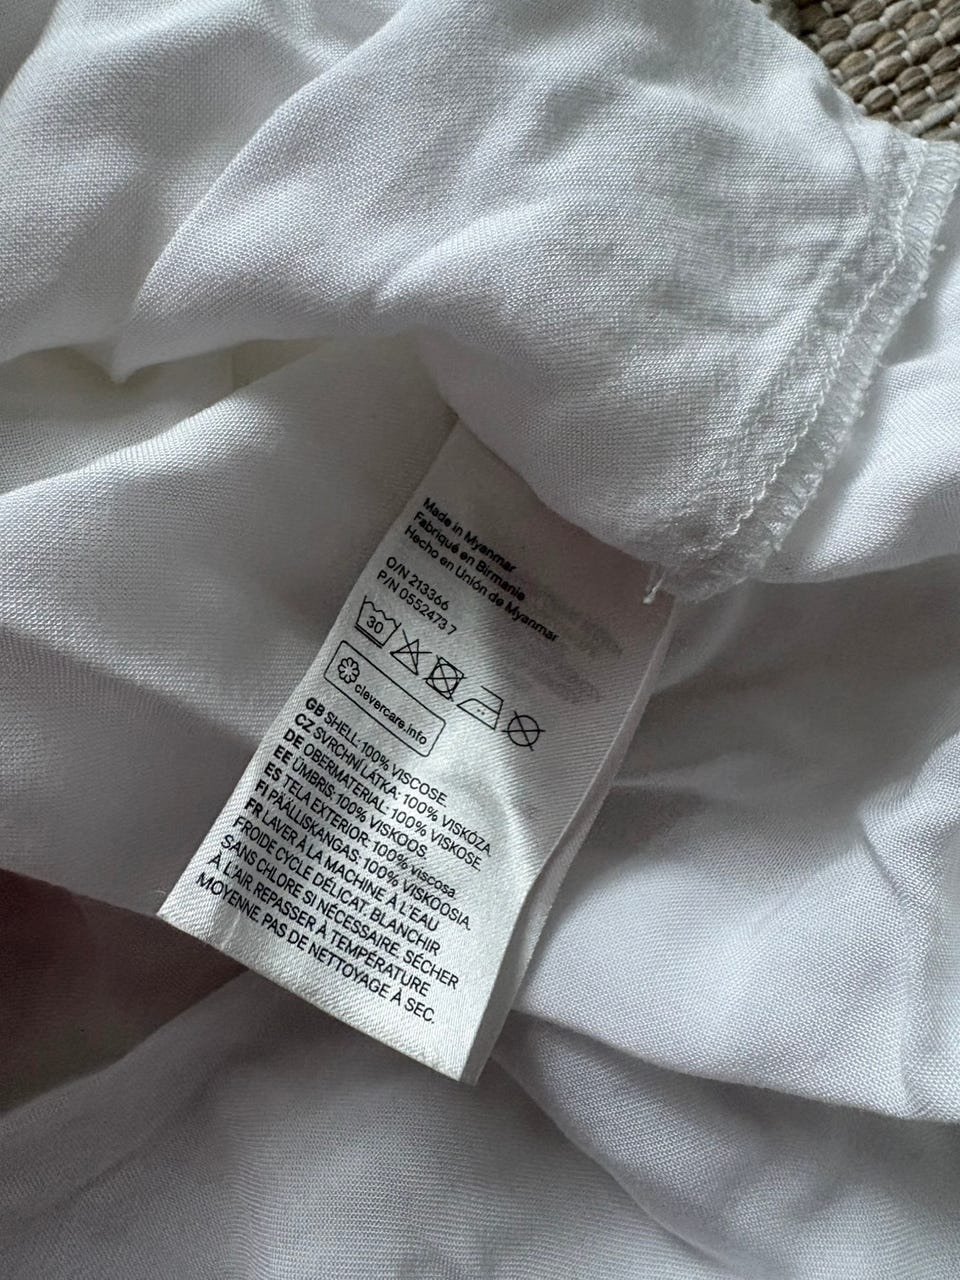 Made in Myanmar
Fabriqué en Birmanie
Hecho en Unión de Myanmar
O/N 213366
P/N 0552473 7
30
clevercare.info
GB SHELL: 100% VISCOSE
CZ SVRCHNÍ LÁTKA: 100% VISKÓZA
DE OBERMATERIAL: 100% VISKOSE.
EE ÜMBRIS: 100% VISKOOS.
ES TELA EXTERIOR: 100% viscosa.
FI PÄÄLLISKANGAS: 100% VISKOOSIA.
FR LAVER À LA MACHINE À L'EAU
FROIDE CYCLE DÉLICAT. BLANCHIR
SANS CHLORE SI NÉCESSAIRE. SÉCHER
À L'AIR. REPASSER À TEMPÉRATURE
MOYENNE. PAS DE NETTOYAGE À SEC.